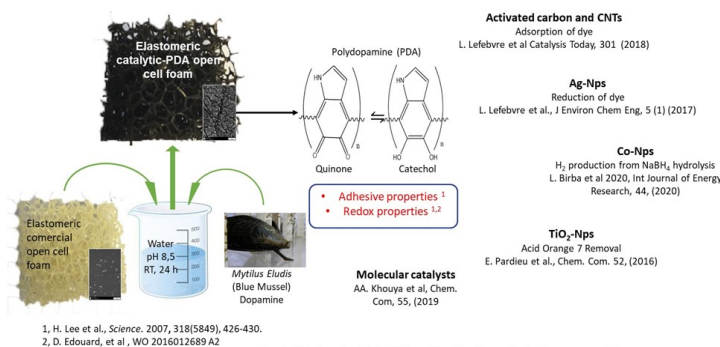 Elastomeric
catalytic-PDA open
cell foam
Polydopamine (PDA)
HN
HN
O
O
HO
OH
Quinone
Catechol
• Adhesive properties 1
• Redox properties 1,2
Elastomeric
comercial
open cell
foam
Water
pH 8,5
RT, 24 h
500
400
300
200
100
Mytilus Eludis
(Blue Mussel)
Dopamine
Activated carbon and CNTs
Adsorption of dye
L. Lefebvre et al Catalysis Today, 301 (2018)
Ag-Nps
Reduction of dye
L. Lefebvre et al., J Environ Chem Eng, 5 (1) (2017)
Co-Nps
H2 production from NaBH4 hydrolysis
L. Birba et al 2020, Int Journal of Energy
Research, 44, (2020)
TiO2-Nps
Acid Orange 7 Removal
E. Pardieu et al., Chem. Com. 52, (2016)
Molecular catalysts
AA. Khouya et al, Chem.
Com, 55, (2019
1, H. Lee et al., Science. 2007, 318(5849), 426-430.
2, D. Edouard, et al , WO 2016012689 A2